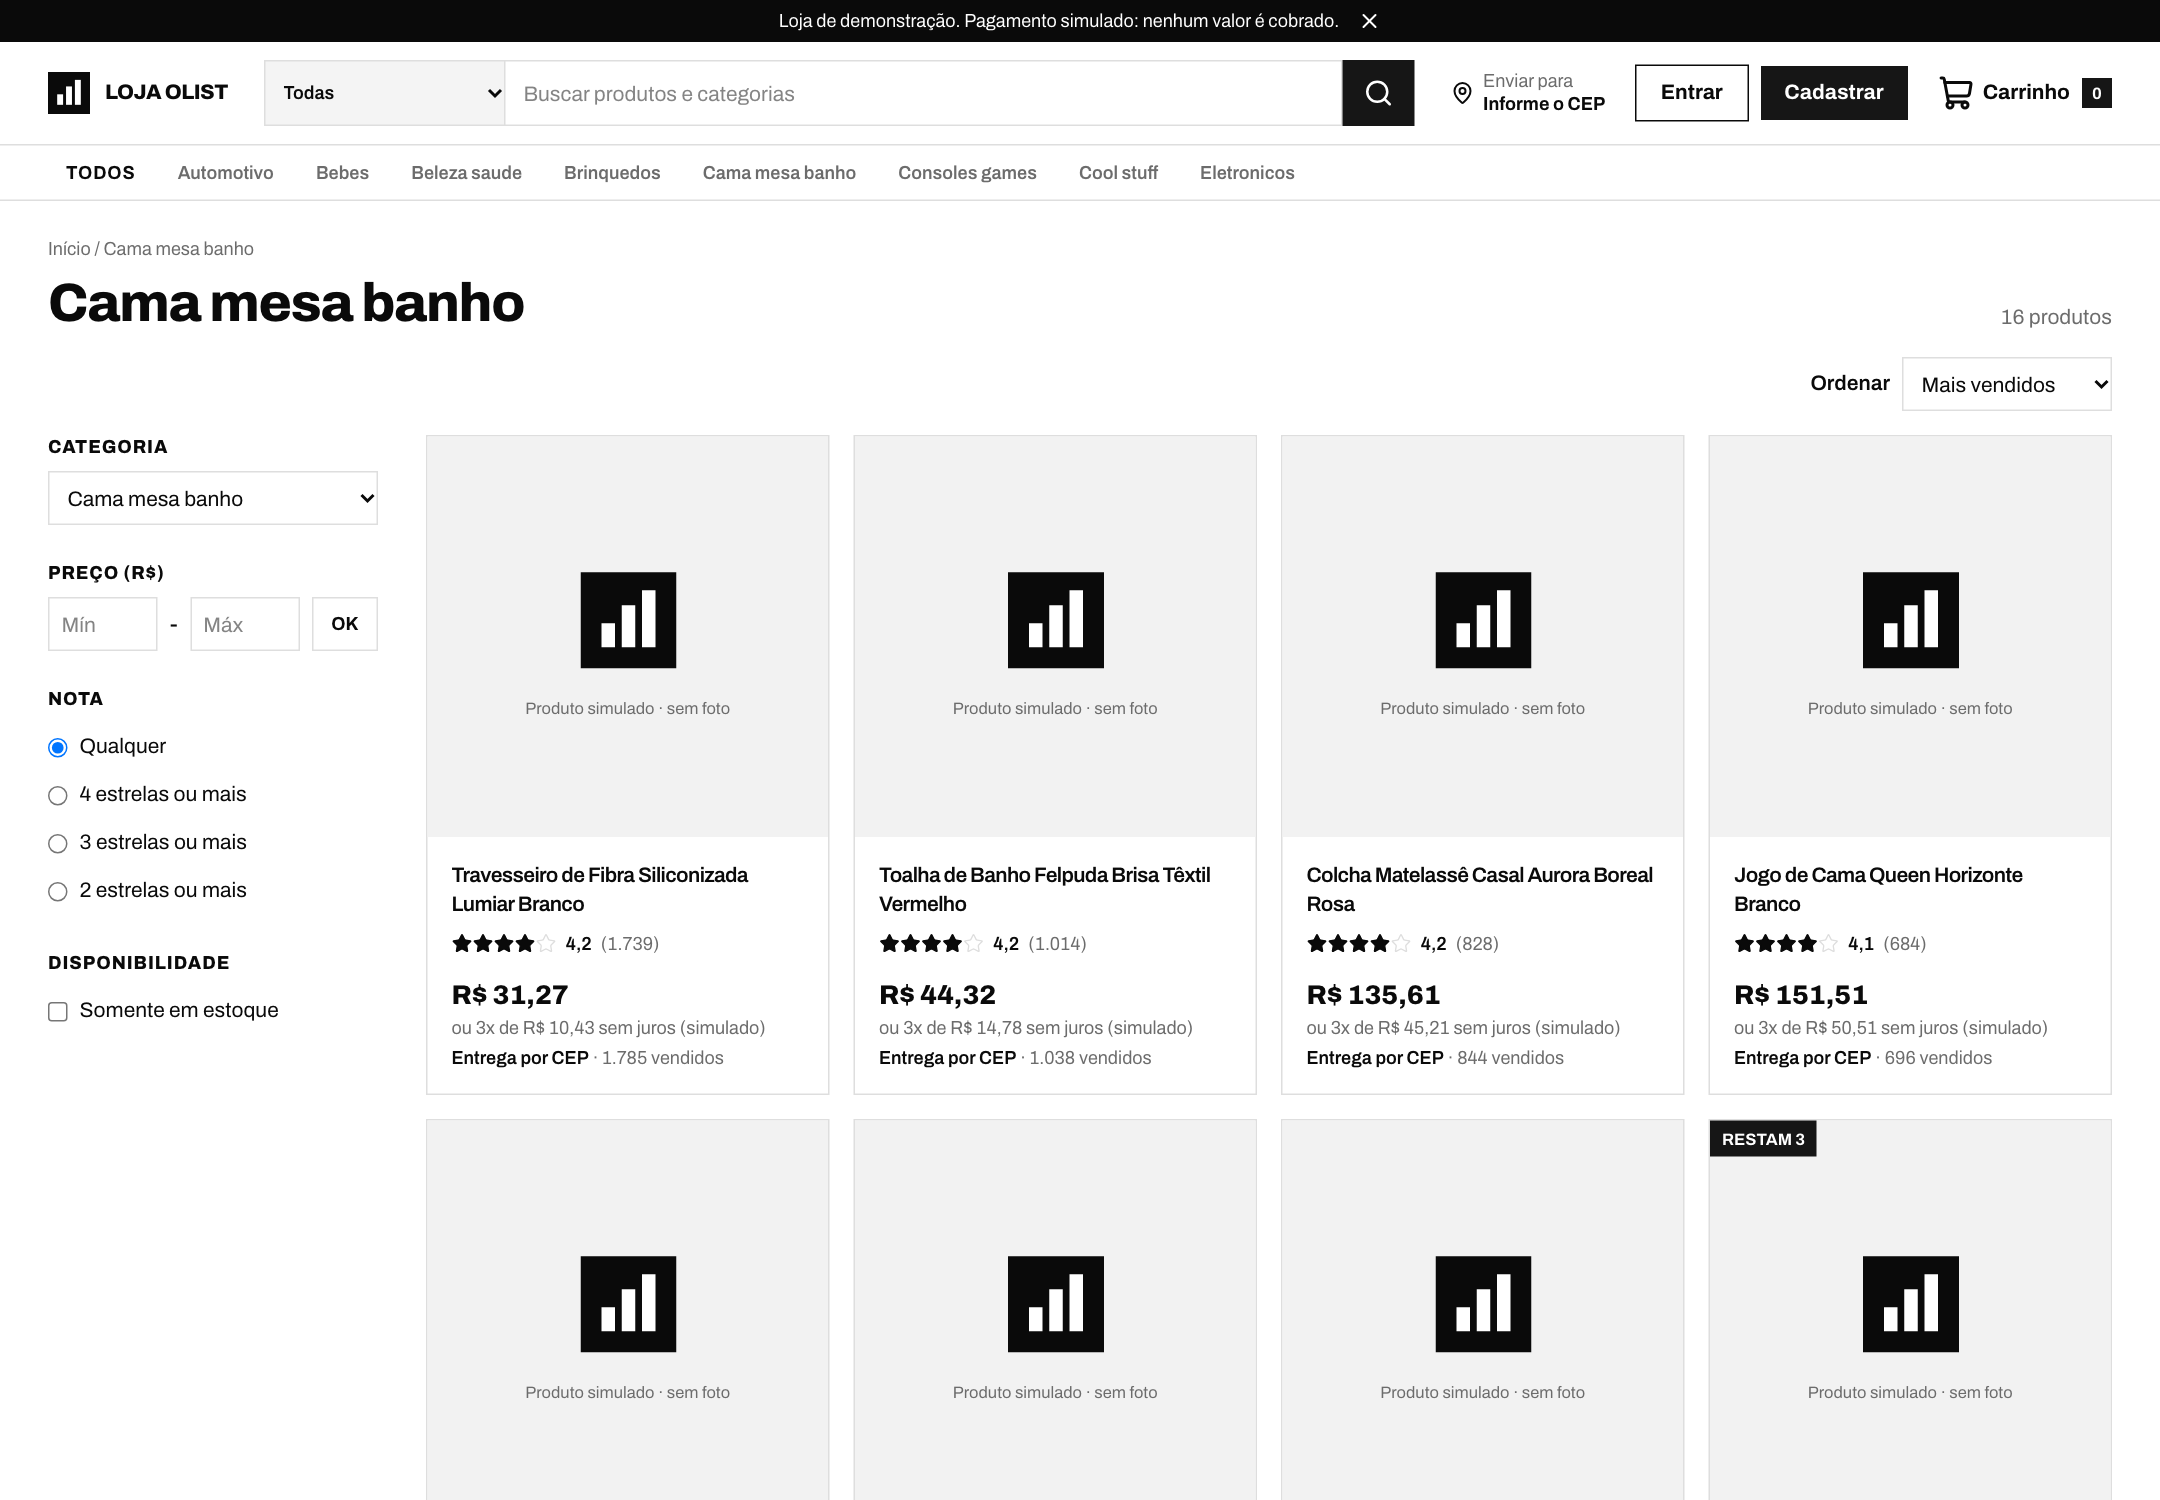 Loja de demonstração. Pagamento simulado: nenhum valor é cobrado.
LOJA OLIST
Todas
Buscar produtos e categorias
Enviar para
Informe o CEP
Entrar
Cadastrar
Carrinho 0
TODOS Automotivo Bebes Beleza saude Brinquedos Cama mesa banho Consoles games Cool stuff Eletronicos
Início / Cama mesa banho
Cama mesa banho
16 produtos
Ordenar Mais vendidos
CATEGORIA
Cama mesa banho
PREÇO (R$)
Mín - Máx OK
NOTA
Qualquer
4 estrelas ou mais
3 estrelas ou mais
2 estrelas ou mais
DISPONIBILIDADE
Somente em estoque
Produto simulado · sem foto
Travesseiro de Fibra Siliconizada
Lumiar Branco
4,2 (1.739)
R$ 31,27
ou 3x de R$ 10,43 sem juros (simulado)
Entrega por CEP · 1.785 vendidos
Produto simulado · sem foto
Toalha de Banho Felpuda Brisa Têxtil
Vermelho
4,2 (1.014)
R$ 44,32
ou 3x de R$ 14,78 sem juros (simulado)
Entrega por CEP · 1.038 vendidos
Produto simulado · sem foto
Colcha Matelassê Casal Aurora Boreal
Rosa
4,2 (828)
R$ 135,61
ou 3x de R$ 45,21 sem juros (simulado)
Entrega por CEP · 844 vendidos
Produto simulado · sem foto
Jogo de Cama Queen Horizonte
Branco
4,1 (684)
R$ 151,51
ou 3x de R$ 50,51 sem juros (simulado)
Entrega por CEP · 696 vendidos
Produto simulado · sem foto
Produto simulado · sem foto
Produto simulado · sem foto
RESTAM 3
Produto simulado · sem foto